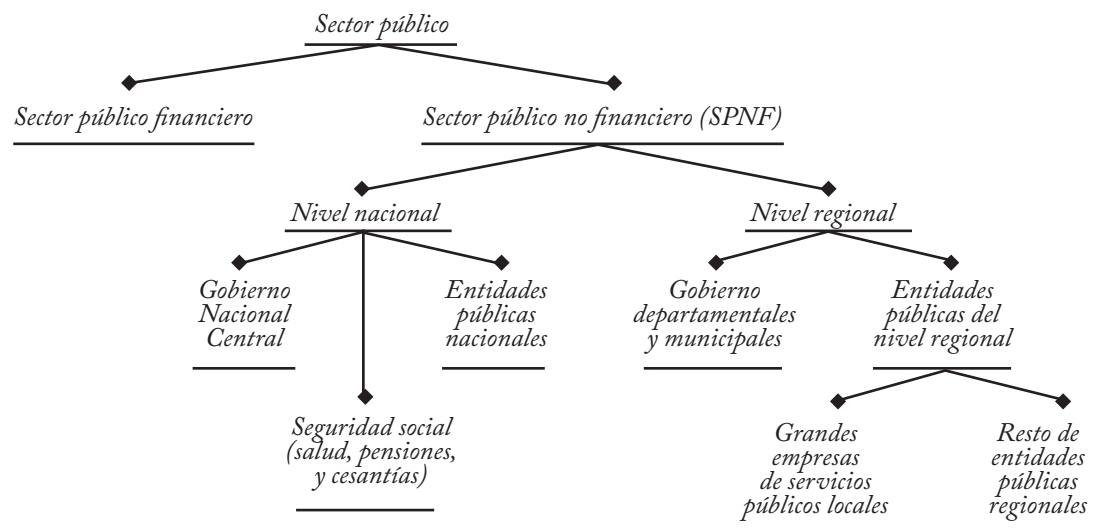 Sector público
Sector público financiero
Sector público no financiero (SPNF)
Nivel nacional
Nivel regional
Gobierno
Nacional
Central
Entidades
públicas
nacionales
Gobierno
departamentales
y municipales
Entidades
públicas del
nivel regional
Seguridad social
(salud, pensiones,
y cesantías)
Grandes
empresas
de servicios
públicos locales
Resto de
entidades
públicas
regionales